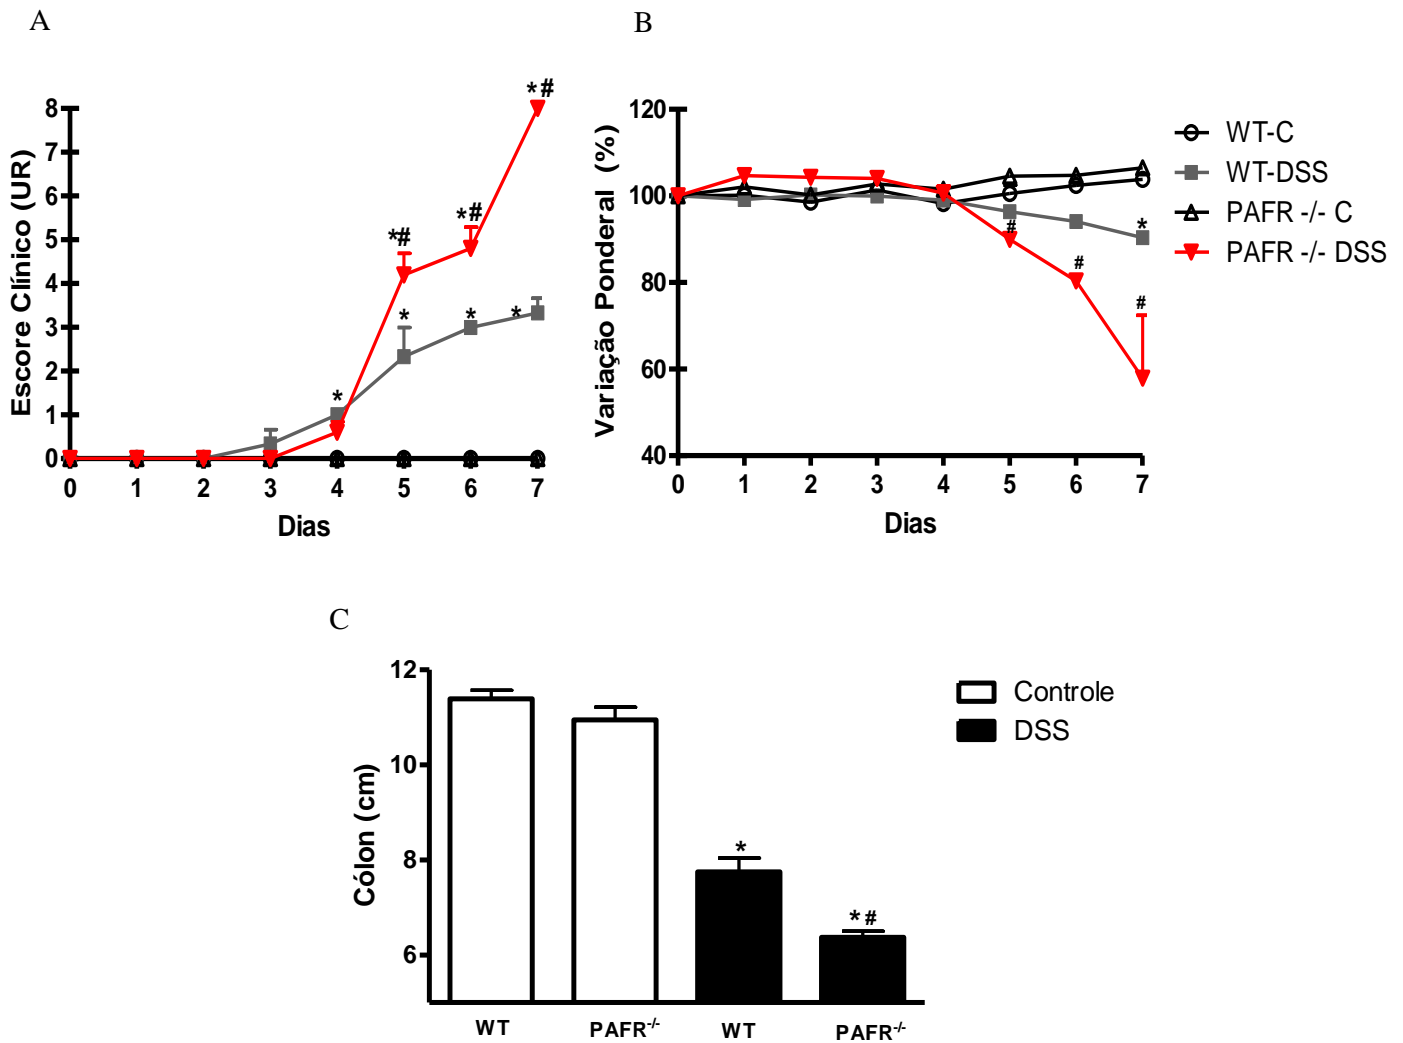 A
B
Escore Clínico (UR)
8
7
6
5
4
3
2
1
0
*#
*#
*#
*
*
*
*
0 1 2 3 4 5 6 7
Dias
Variação Ponderal (%)
120
100
80
60
40
#
#
*
#
0 1 2 3 4 5 6 7
Dias
WT-C
WT-DSS
PAFR -/- C
PAFR -/- DSS
C
Cólon (cm)
12
10
8
6
*
*#
WT PAFR-/- WT PAFR-/-
Controle
DSS